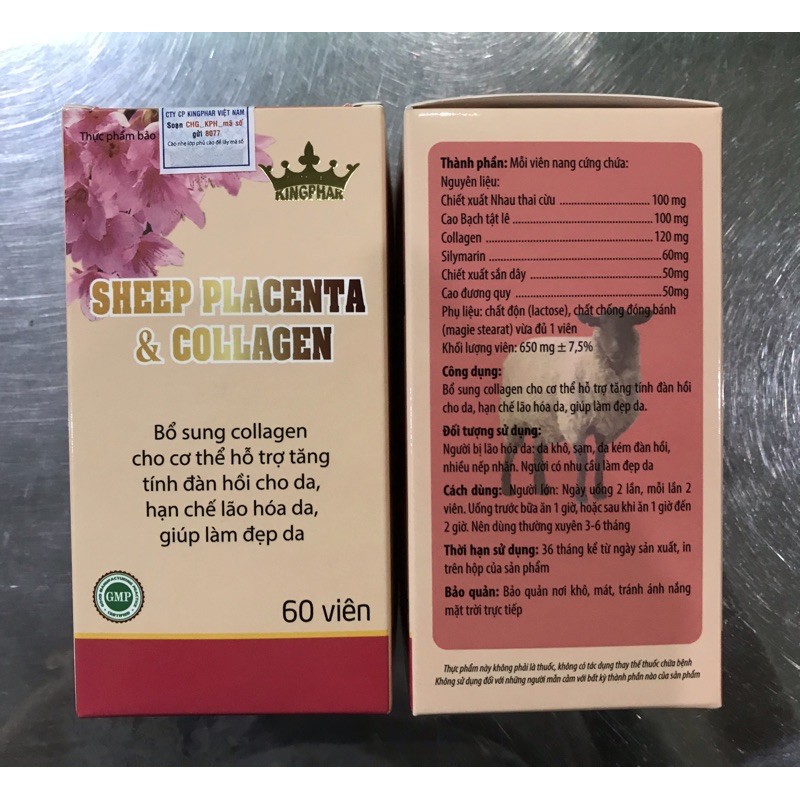 CTY CP KINGPHAR VIỆT NAM
Soạn CHG_KPH_mã số
gửi 8077
Cào nhẹ lớp phủ cào để lấy mã số
Thực phẩm bảo
KINGPHAR
SHEEP PLACENTA
& COLLAGEN
Bổ sung collagen
cho cơ thể hỗ trợ tăng
tính đàn hồi cho da,
hạn chế lão hóa da,
giúp làm đẹp da
GMP
60 viên
Thành phần: Mỗi viên nang cứng chứa:
Nguyên liệu:
Chiết xuất Nhau thai cừu ........................ 100 mg
Cao Bạch tật lê ........................ 100 mg
Collagen ........................ 120 mg
Silymarin ........................ 60mg
Chiết xuất sắn dây ........................ 50mg
Cao đương quy ........................ 50mg
Phụ liệu: chất độn (lactose), chất chống đóng bánh
(magie stearat) vừa đủ 1 viên
Khối lượng viên: 650 mg ± 7,5%
Công dụng:
Bổ sung collagen cho cơ thể hỗ trợ tăng tính đàn hồi
cho da, hạn chế lão hóa da, giúp làm đẹp da.
Đối tượng sử dụng:
Người bị lão hóa da: da khô, sạm, da kém đàn hồi,
nhiều nếp nhăn. Người có nhu cầu làm đẹp da
Cách dùng: Người lớn: Ngày uống 2 lần, mỗi lần 2
viên. Uống trước bữa ăn 1 giờ, hoặc sau khi ăn 1 giờ đến
2 giờ. Nên dùng thường xuyên 3-6 tháng
Thời hạn sử dụng: 36 tháng kể từ ngày sản xuất, in
trên hộp của sản phẩm
Bảo quản: Bảo quản nơi khô, mát, tránh ánh nắng
mặt trời trực tiếp
Thực phẩm này không phải là thuốc, không có tác dụng thay thế thuốc chữa bệnh
Không sử dụng đối với những người mẫn cảm với bất kỳ thành phần nào của sản phẩm